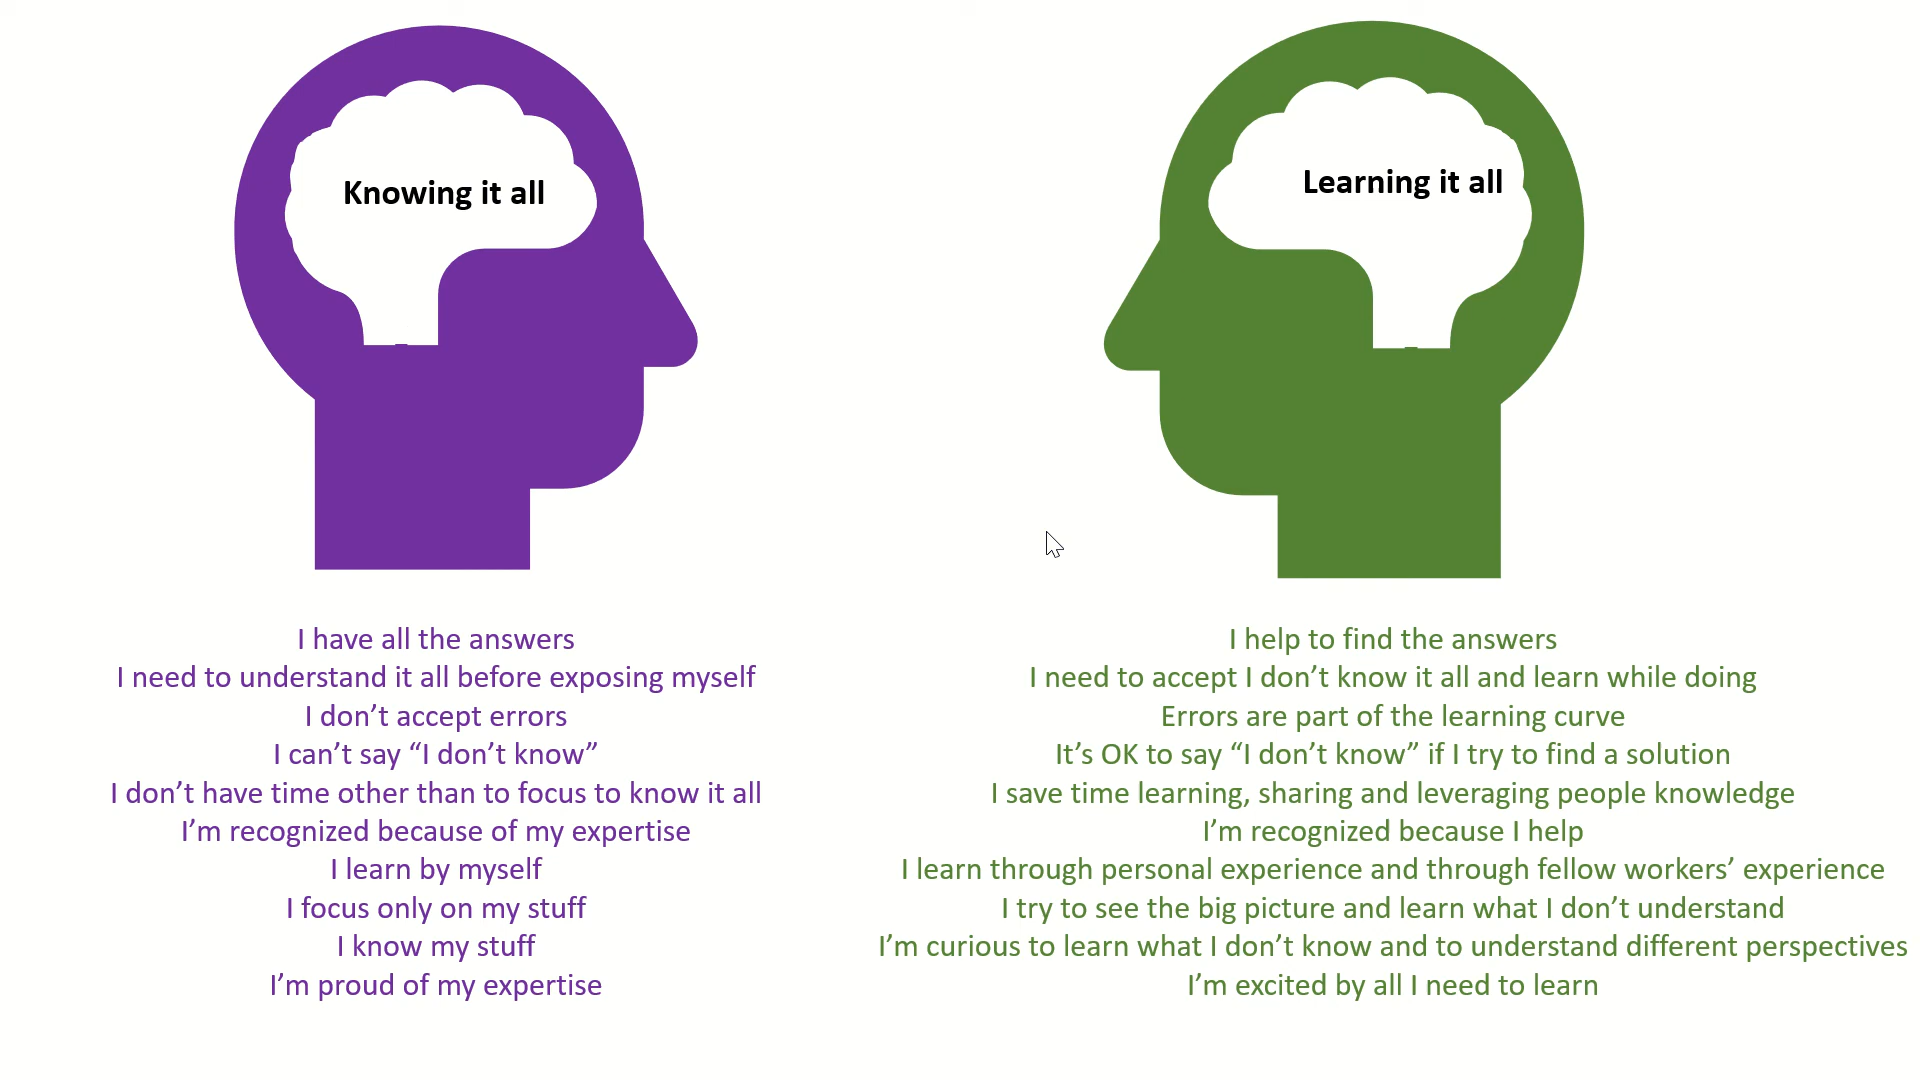 Knowing it all
I have all the answers
I need to understand it all before exposing myself
I don’t accept errors
I can’t say “I don’t know”
I don’t have time other than to focus to know it all
I’m recognized because of my expertise
I learn by myself
I focus only on my stuff
I know my stuff
I’m proud of my expertise
Learning it all
I help to find the answers
I need to accept I don’t know it all and learn while doing
Errors are part of the learning curve
It’s OK to say “I don’t know” if I try to find a solution
I save time learning, sharing and leveraging people knowledge
I’m recognized because I help
I learn through personal experience and through fellow workers’ experience
I try to see the big picture and learn what I don’t understand
I’m curious to learn what I don’t know and to understand different perspectives
I’m excited by all I need to learn